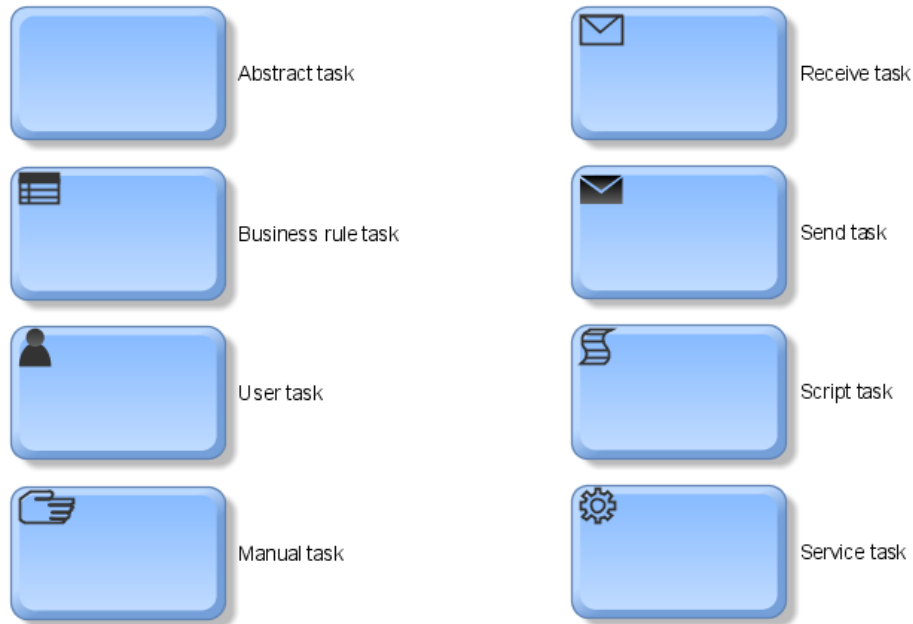 Abstract task
Receive task
Business rule task
Send task
User task
Script task
Manual task
Service task